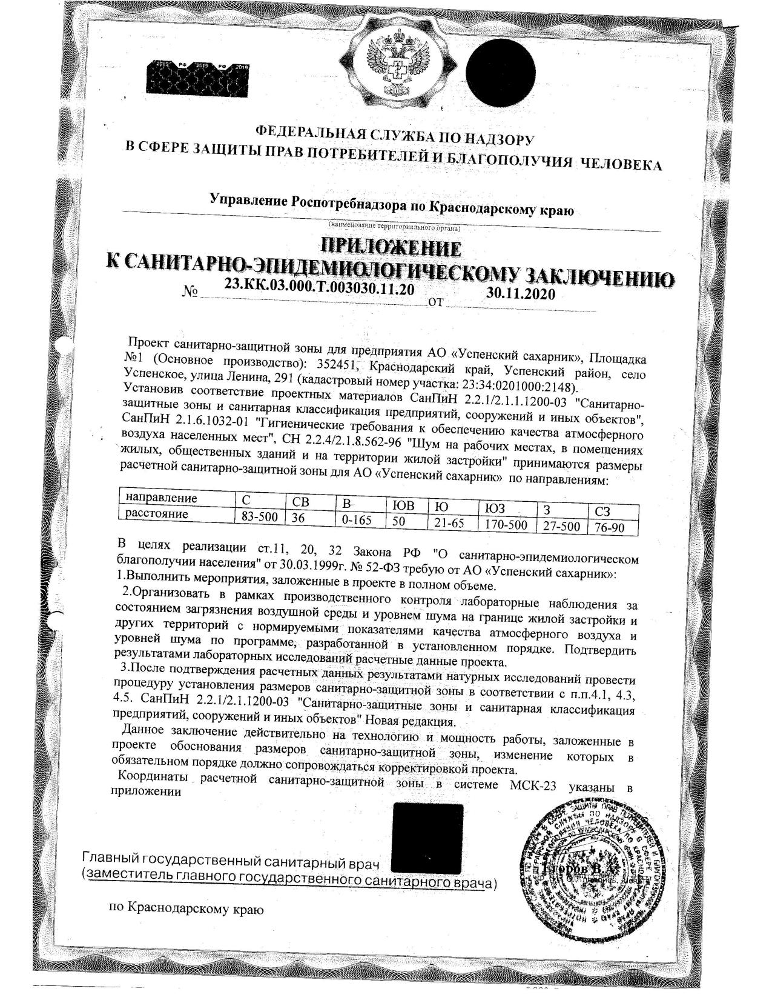 2019 РФ 2019 РФ 2019
ФЕДЕРАЛЬНАЯ СЛУЖБА ПО НАДЗОРУ
В СФЕРЕ ЗАЩИТЫ ПРАВ ПОТРЕБИТЕЛЕЙ И БЛАГОПОЛУЧИЯ ЧЕЛОВЕКА
Управление Роспотребнадзора по Краснодарскому краю
(наименование территориального органа)
ПРИЛОЖЕНИЕ
К САНИТАРНО-ЭПИДЕМИОЛОГИЧЕСКОМУ ЗАКЛЮЧЕНИЮ
№ 23.КК.03.000.Т.003030.11.20 от 30.11.2020
Проект санитарно-защитной зоны для предприятия АО «Успенский сахарник», Площадка
№1 (Основное производство): 352451, Краснодарский край, Успенский район, село
Успенское, улица Ленина, 291 (кадастровый номер участка: 23:34:0201000:2148).
Установив соответствие проектных материалов СанПиН 2.2.1/2.1.1.1200-03 "Санитарно-
защитные зоны и санитарная классификация предприятий, сооружений и иных объектов",
СанПиН 2.1.6.1032-01 "Гигиенические требования к обеспечению качества атмосферного
воздуха населенных мест", СН 2.2.4/2.1.8.562-96 "Шум на рабочих местах, в помещениях
жилых, общественных зданий и на территории жилой застройки" принимаются размеры
расчетной санитарно-защитной зоны для АО «Успенский сахарник» по направлениям:
направление С СВ В ЮВ Ю ЮЗ З СЗ
расстояние 83-500 36 0-165 50 21-65 170-500 27-500 76-90
В целях реализации ст.11, 20, 32 Закона РФ "О санитарно-эпидемиологическом
благополучии населения" от 30.03.1999г. № 52-ФЗ требую от АО «Успенский сахарник»:
1.Выполнить мероприятия, заложенные в проекте в полном объеме.
2.Организовать в рамках производственного контроля лабораторные наблюдения за
состоянием загрязнения воздушной среды и уровнем шума на границе жилой застройки и
других территорий с нормируемыми показателями качества атмосферного воздуха и
уровней шума по программе, разработанной в установленном порядке. Подтвердить
результатами лабораторных исследований расчетные данные проекта.
3.После подтверждения расчетных данных результатами натурных исследований провести
процедуру установления размеров санитарно-защитной зоны в соответствии с п.п.4.1, 4.3,
4.5. СанПиН 2.2.1/2.1.1.1200-03 "Санитарно-защитные зоны и санитарная классификация
предприятий, сооружений и иных объектов" Новая редакция.
Данное заключение действительно на технологию и мощность работы, заложенные в
проекте обоснования размеров санитарно-защитной зоны, изменение которых в
обязательном порядке должно сопровождаться корректировкой проекта.
Координаты расчетной санитарно-защитной зоны в системе МСК-23 указаны в
приложении
Главный государственный санитарный врач
(заместитель главного государственного санитарного врача)
Егоров В.А.
по Краснодарскому краю